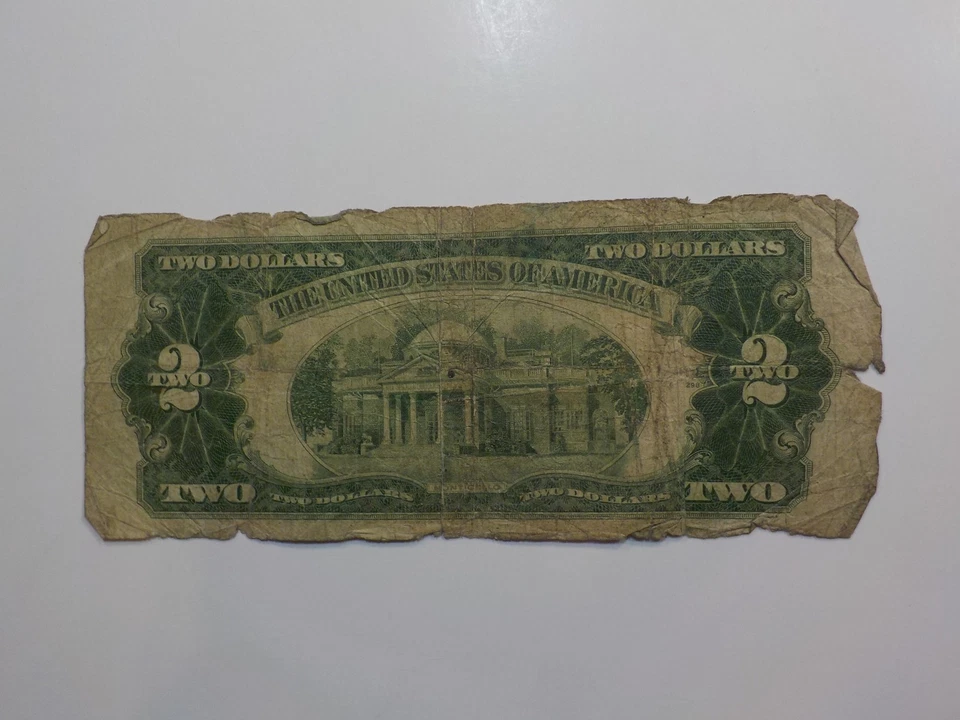 TWO DOLLARS TWO DOLLARS
THE UNITED STATES OF AMERICA
2 2
TWO TWO
TWO TWO DOLLARS TWO DOLLARS TWO